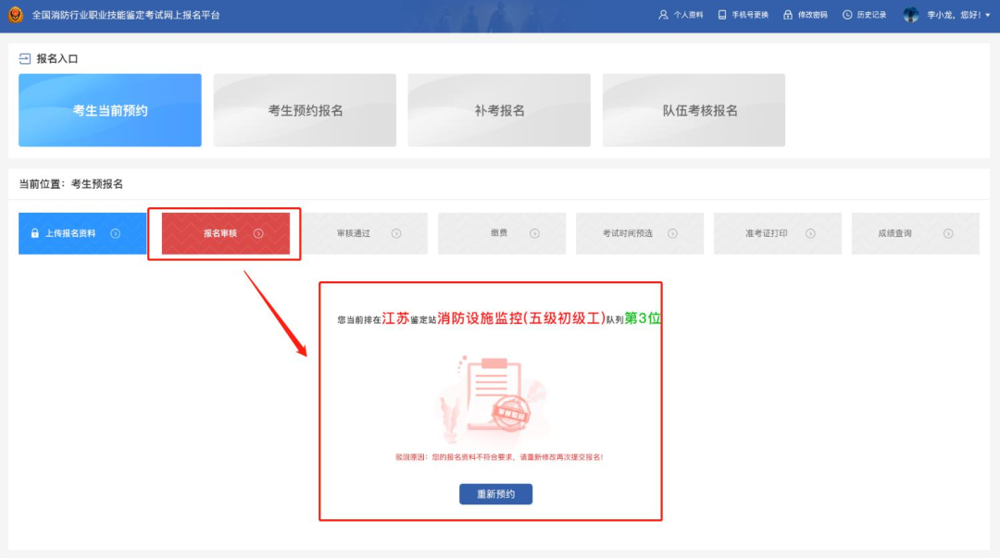 全国消防行业职业技能鉴定考试网上报名平台
个人资料 手机号更换 修改密码 历史记录 李小龙，您好！
报名入口
考生当前预约 考生预约报名 补考报名 队伍考核报名
当前位置：考生预报名
上传报名资料 报名审核 审核通过 缴费 考试时间预选 准考证打印 成绩查询
您当前排在江苏鉴定站消防设施监控(五级初级工)队列第3位
驳回原因：您的报名资料不符合要求，请重新修改再次提交报名！
重新预约